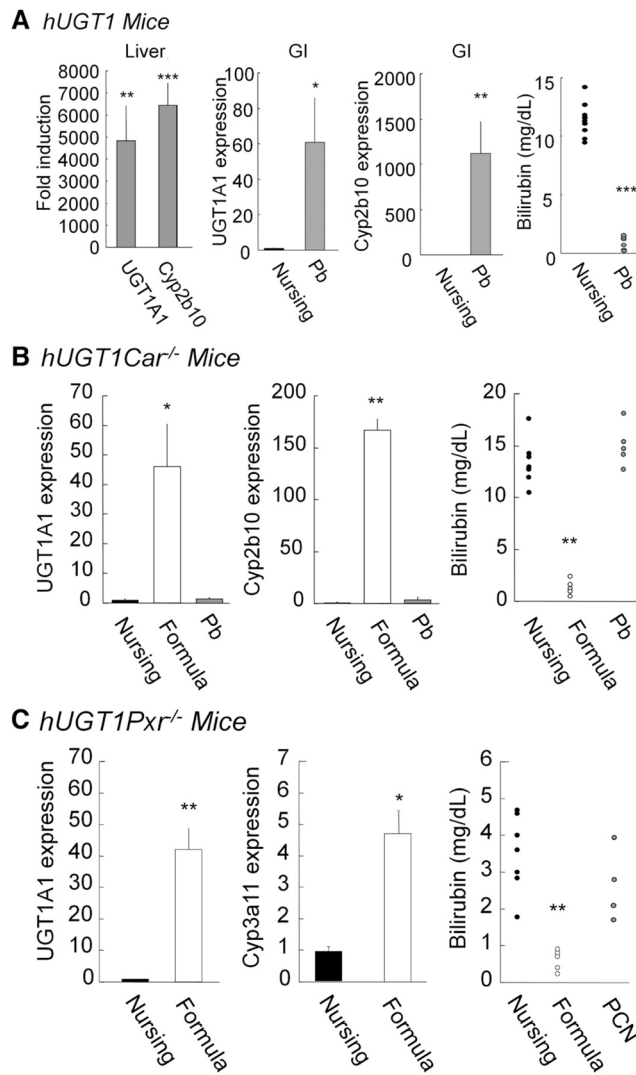 A hUGT1 Mice
Liver
Fold induction
8000
7000
6000
5000
4000
3000
2000
1000
0
**
***
UGT1A1
Cyp2b10
GI
UGT1A1 expression
100
80
60
40
20
0
*
Nursing
Pb
GI
Cyp2b10 expression
2000
1500
1000
500
0
**
Nursing
Pb
Bilirubin (mg/dL)
15
10
5
0
***
Nursing
Pb
B hUGT1Car-/- Mice
UGT1A1 expression
70
60
50
40
30
20
10
0
*
Nursing
Formula
Pb
Cyp2b10 expression
200
150
100
50
0
**
Nursing
Formula
Pb
Bilirubin (mg/dL)
20
15
10
5
0
**
Nursing
Formula
Pb
C hUGT1Pxr-/- Mice
UGT1A1 expression
70
60
50
40
30
20
10
0
**
Nursing
Formula
Cyp3a11 expression
7
6
5
4
3
2
1
0
*
Nursing
Formula
Bilirubin (mg/dL)
6
5
4
3
2
1
0
**
Nursing
Formula
PCN